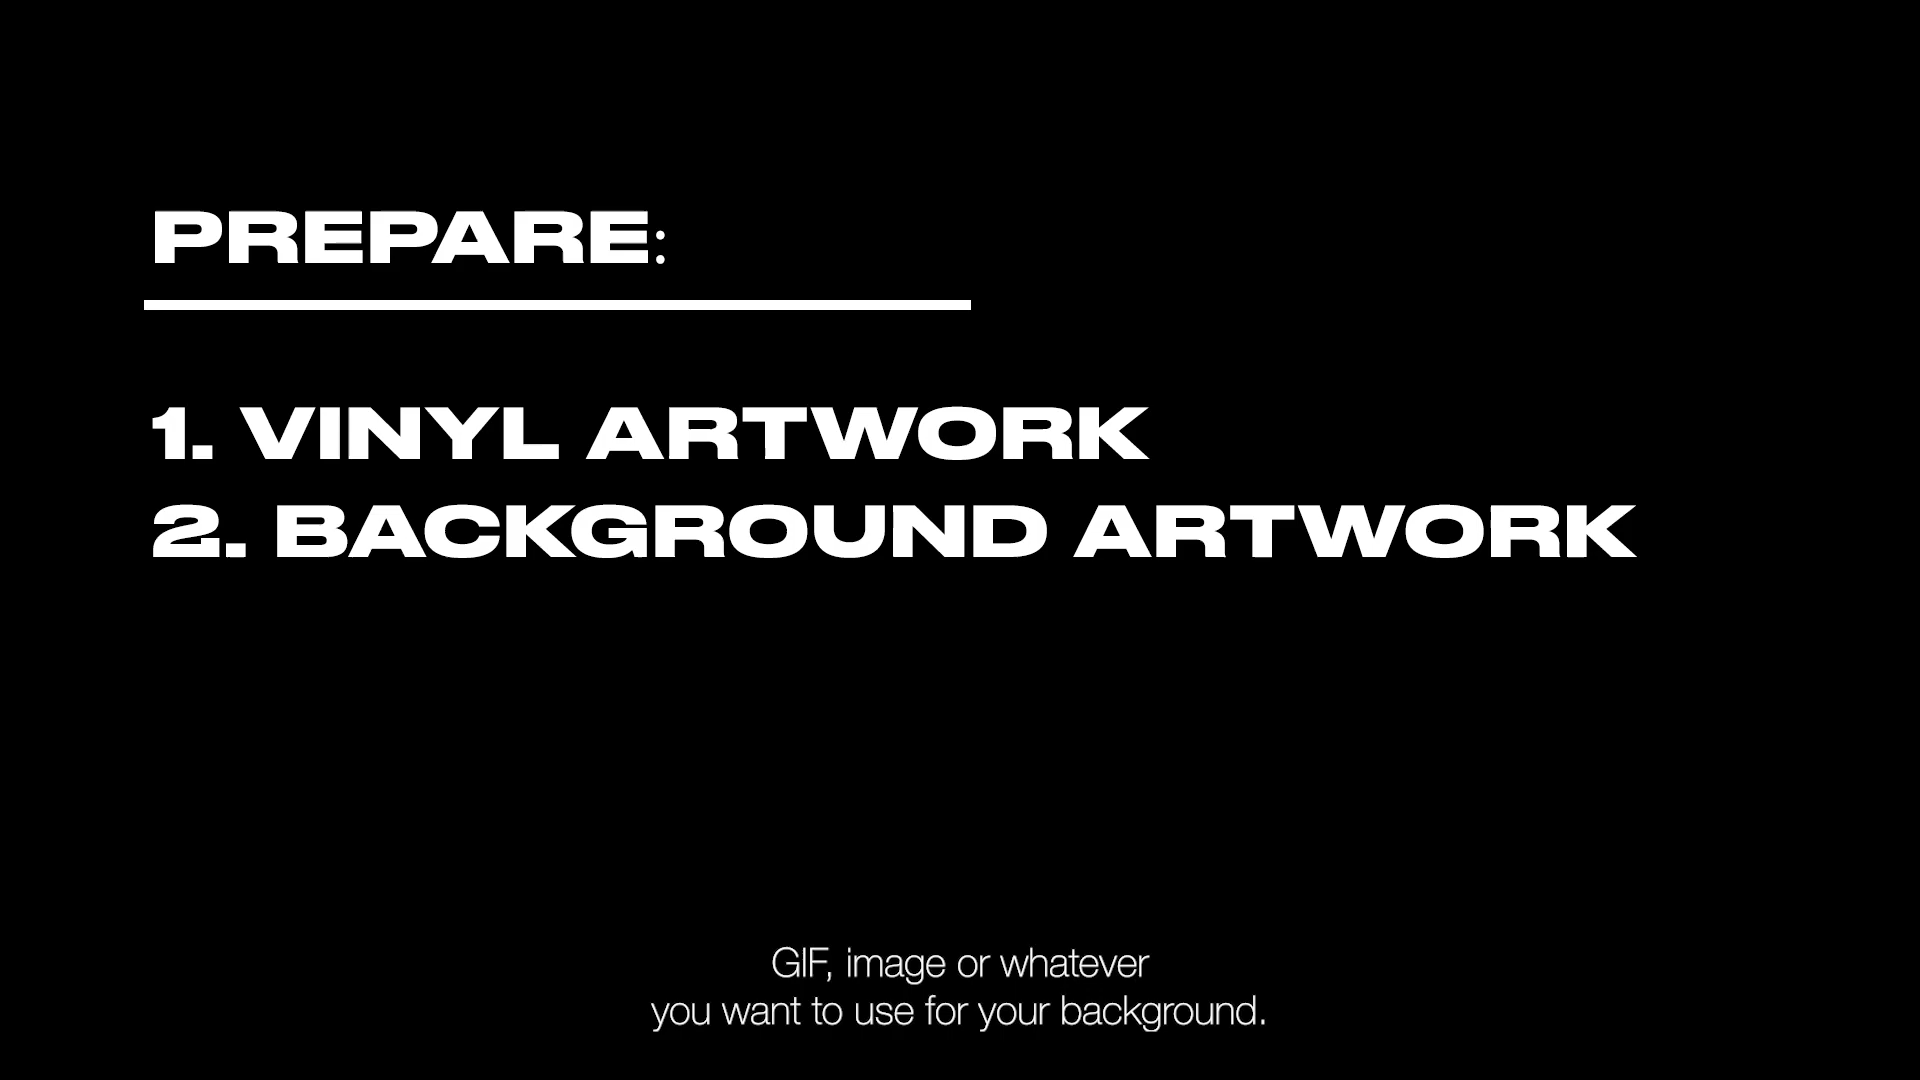 PREPARE:
1. VINYL ARTWORK
2. BACKGROUND ARTWORK
GIF, image or whatever
you want to use for your background.